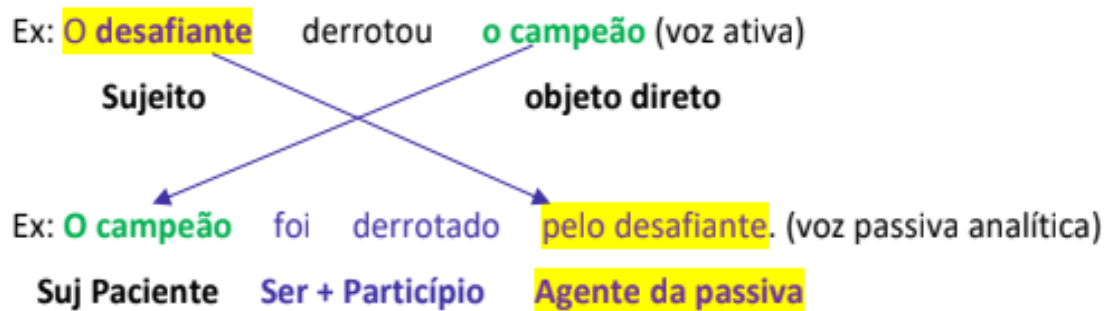 Ex: O desafiante derrotou o campeão (voz ativa)
Sujeito objeto direto
Ex: O campeão foi derrotado pelo desafiante. (voz passiva analítica)
Suj Paciente Ser + Particípio Agente da passiva